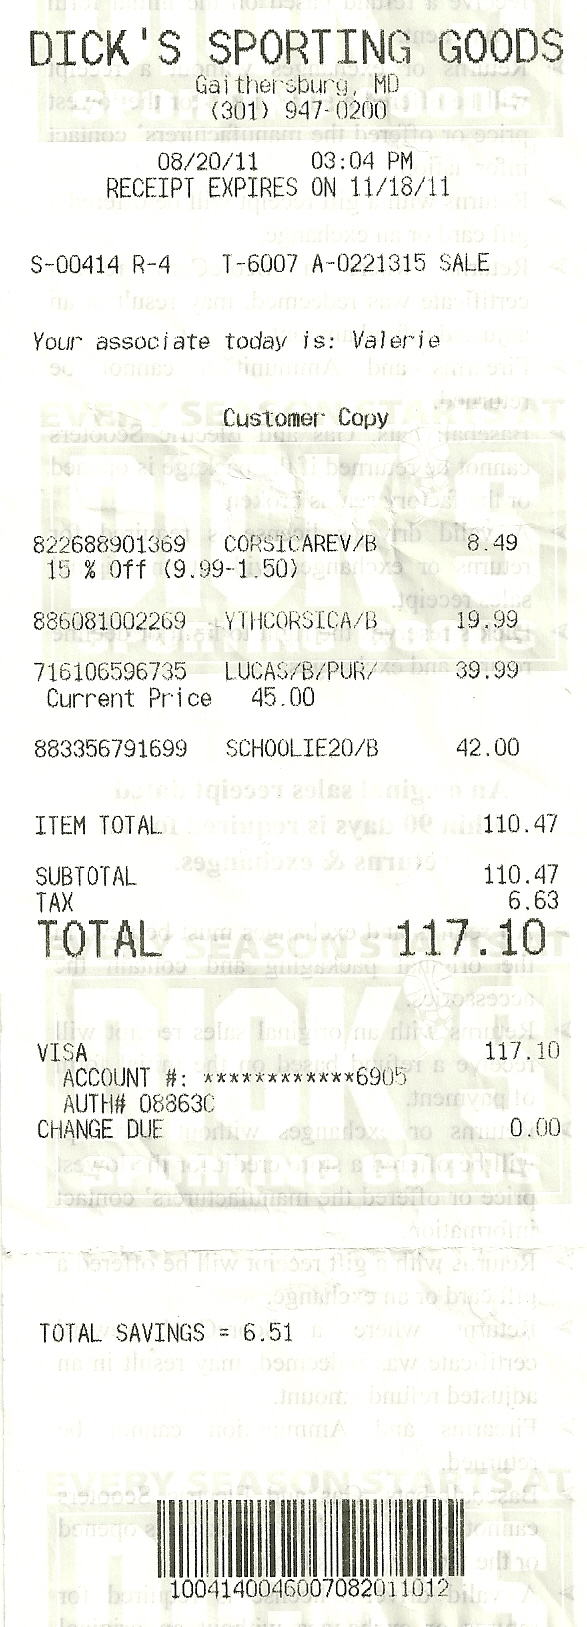 DICK'S SPORTING GOODS
Gaithersburg, MD
(301) 947-0200
08/20/11 03:04 PM
RECEIPT EXPIRES ON 11/18/11
S-00414 R-4 T-6007 A-0221315 SALE
Your associate today is: Valerie
Customer Copy
822688901369 CORSICAREV/B 8.49
15 % Off (9.99-1.50)
886081002269 YTHCORSICA/B 19.99
716106596735 LUCAS/B/PUR/ 39.99
Current Price 45.00
883356791699 SCHOOLIE20/B 42.00
ITEM TOTAL 110.47
SUBTOTAL 110.47
TAX 6.63
TOTAL 117.10
VISA 117.10
ACCOUNT #: ************6905
AUTH# 08863C
CHANGE DUE 0.00
TOTAL SAVINGS = 6.51
1004140046007082011012